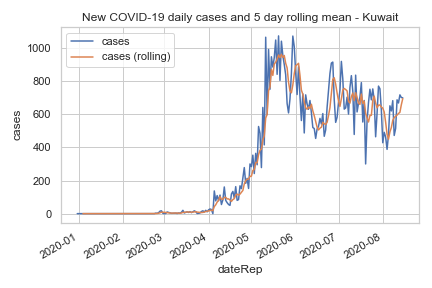 New COVID-19 daily cases and 5 day rolling mean - Kuwait
cases
cases (rolling)
1000
800
600
400
200
0
cases
2020-01
2020-02
2020-03
2020-04
2020-05
2020-06
2020-07
2020-08
dateRep